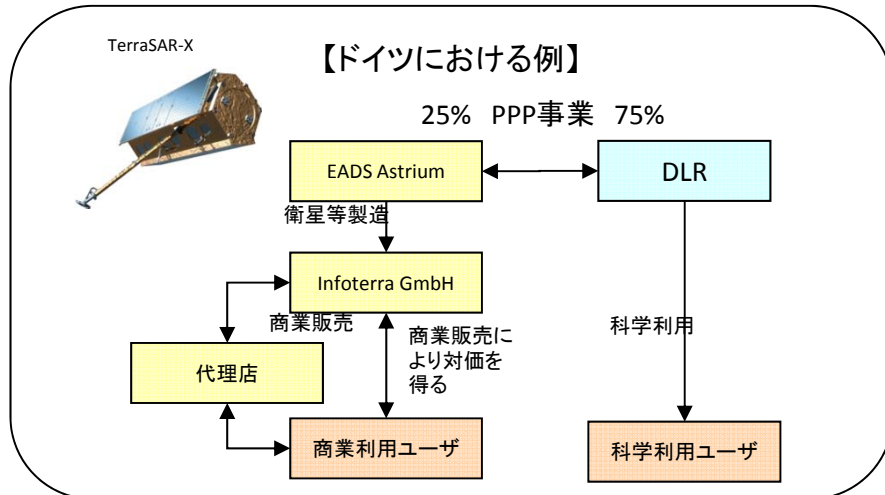 TerraSAR-X
【ドイツにおける例】
25% PPP事業 75%
EADS Astrium
DLR
衛星等製造
Infoterra GmbH
商業販売
商業販売に
より対価を
得る
科学利用
代理店
商業利用ユーザ
科学利用ユーザ